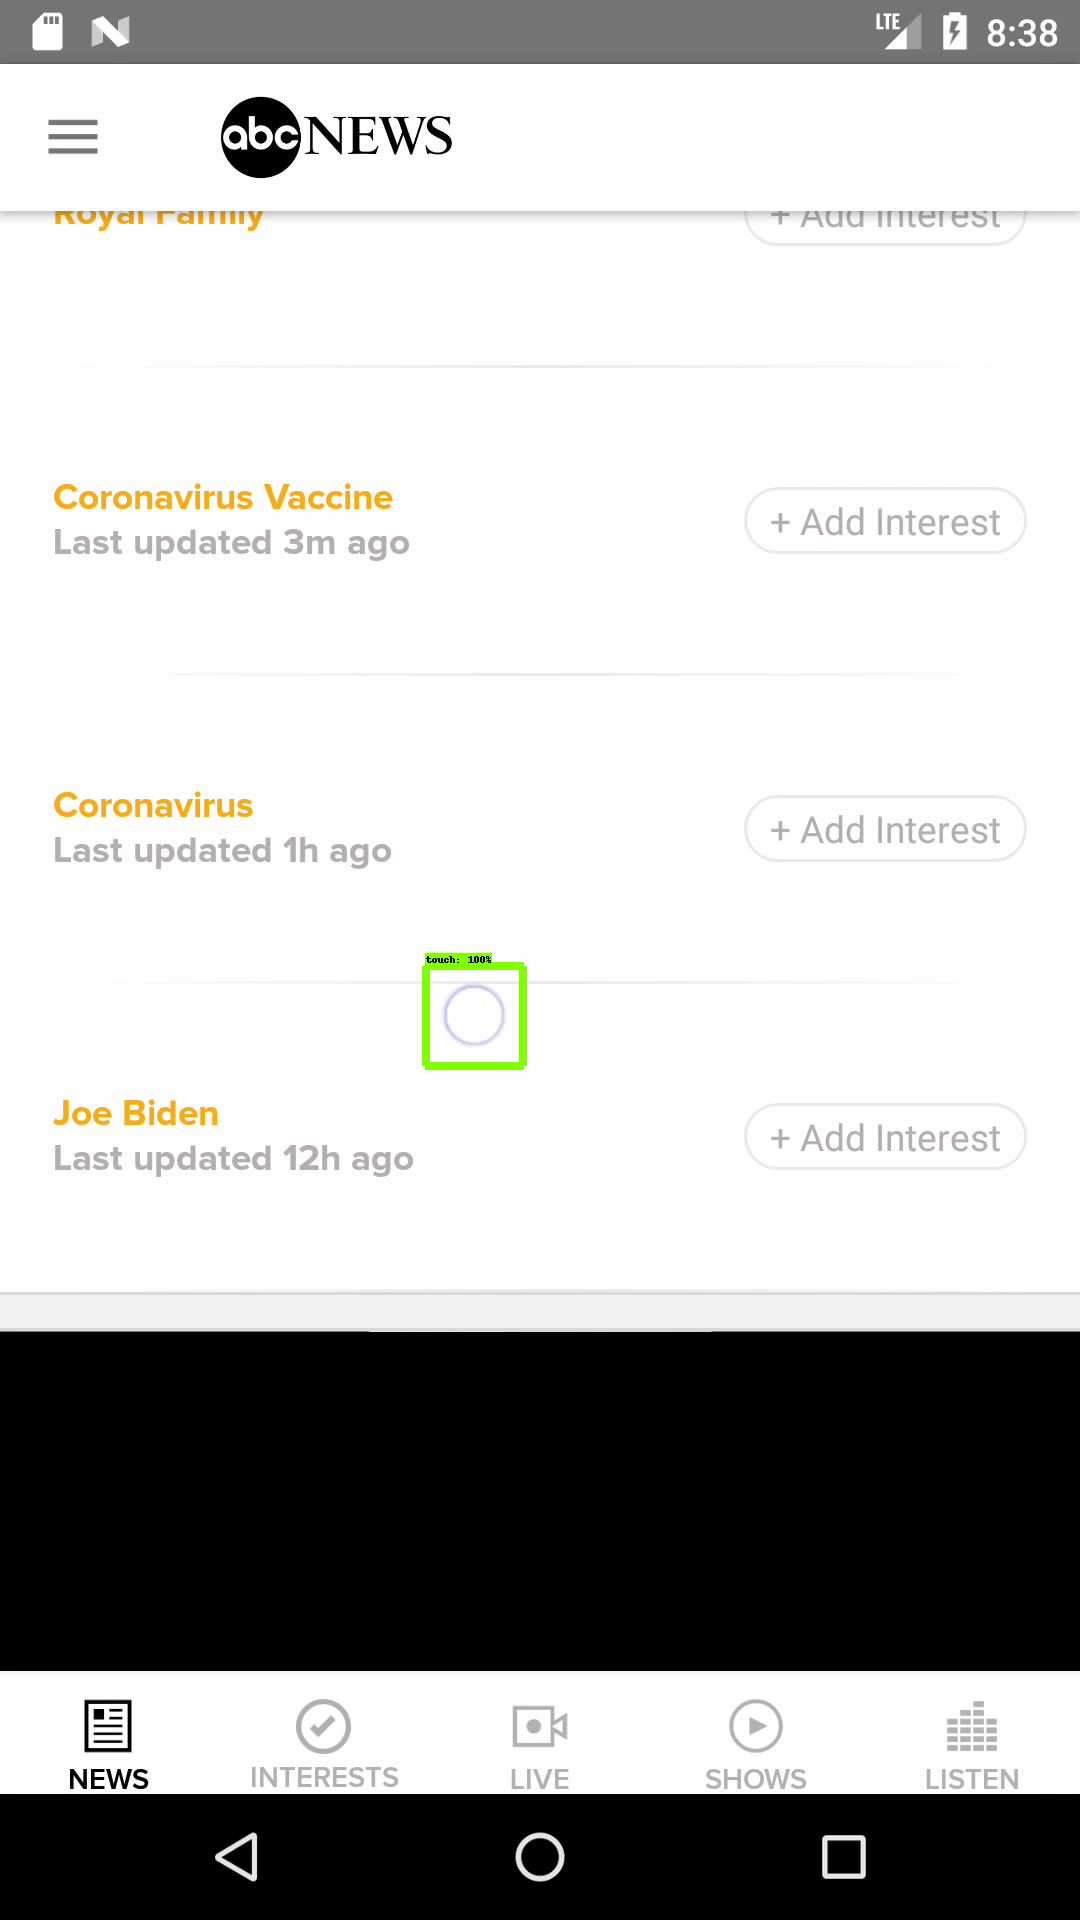 LTE 8:38
abc NEWS
Royal Family
+ Add Interest
Coronavirus Vaccine
Last updated 3m ago
+ Add Interest
Coronavirus
Last updated 1h ago
+ Add Interest
touch: 100%
Joe Biden
Last updated 12h ago
+ Add Interest
NEWS
INTERESTS
LIVE
SHOWS
LISTEN